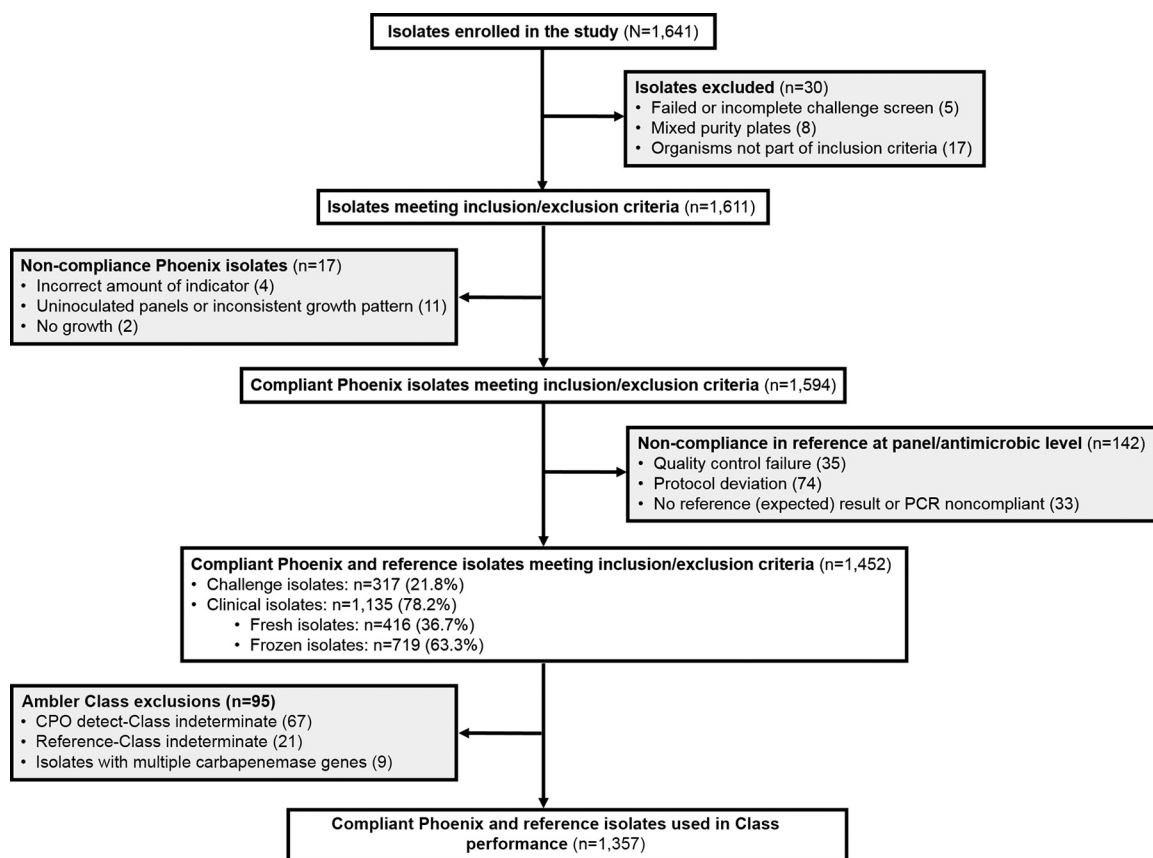 Isolates enrolled in the study (N=1,641)
Isolates excluded (n=30)
• Failed or incomplete challenge screen (5)
• Mixed purity plates (8)
• Organisms not part of inclusion criteria (17)
Isolates meeting inclusion/exclusion criteria (n=1,611)
Non-compliance Phoenix isolates (n=17)
• Incorrect amount of indicator (4)
• Uninoculated panels or inconsistent growth pattern (11)
• No growth (2)
Compliant Phoenix isolates meeting inclusion/exclusion criteria (n=1,594)
Non-compliance in reference at panel/antimicrobic level (n=142)
• Quality control failure (35)
• Protocol deviation (74)
• No reference (expected) result or PCR noncompliant (33)
Compliant Phoenix and reference isolates meeting inclusion/exclusion criteria (n=1,452)
• Challenge isolates: n=317 (21.8%)
• Clinical isolates: n=1,135 (78.2%)
• Fresh isolates: n=416 (36.7%)
• Frozen isolates: n=719 (63.3%)
Ambler Class exclusions (n=95)
• CPO detect-Class indeterminate (67)
• Reference-Class indeterminate (21)
• Isolates with multiple carbapenemase genes (9)
Compliant Phoenix and reference isolates used in Class
performance (n=1,357)